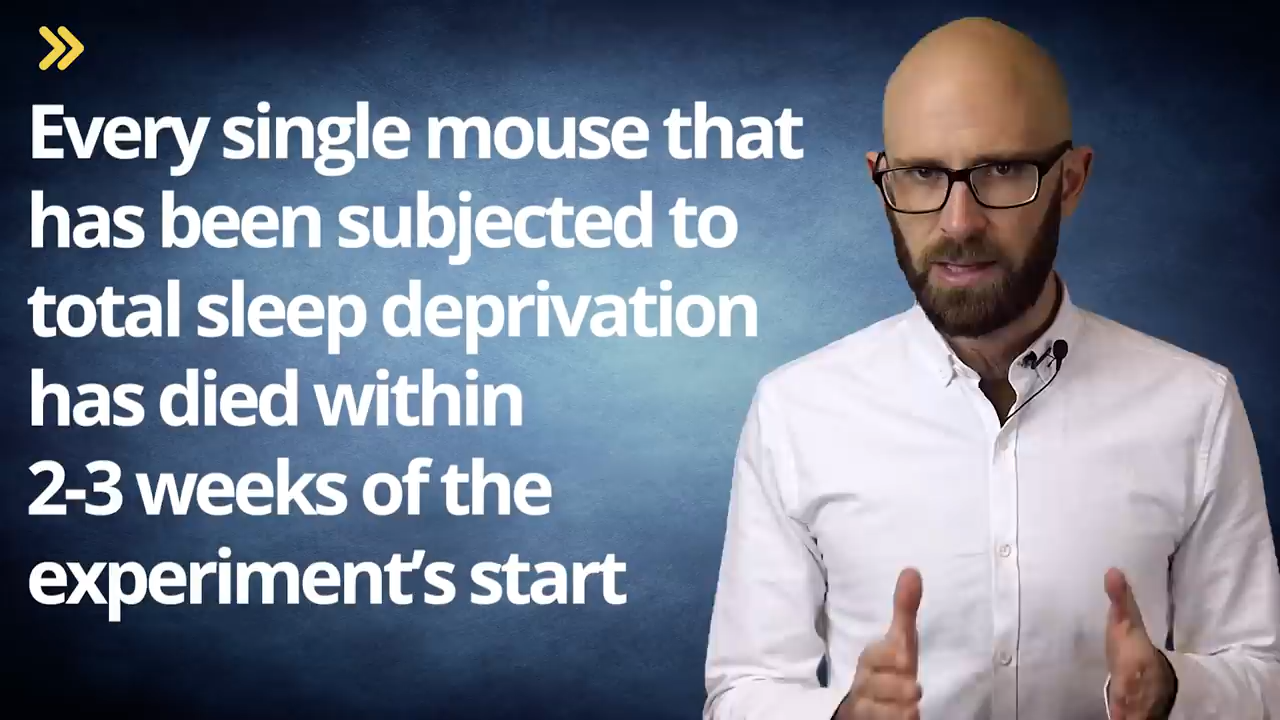 Every single mouse that
has been subjected to
total sleep deprivation
has died within
2-3 weeks of the
experiment’s start